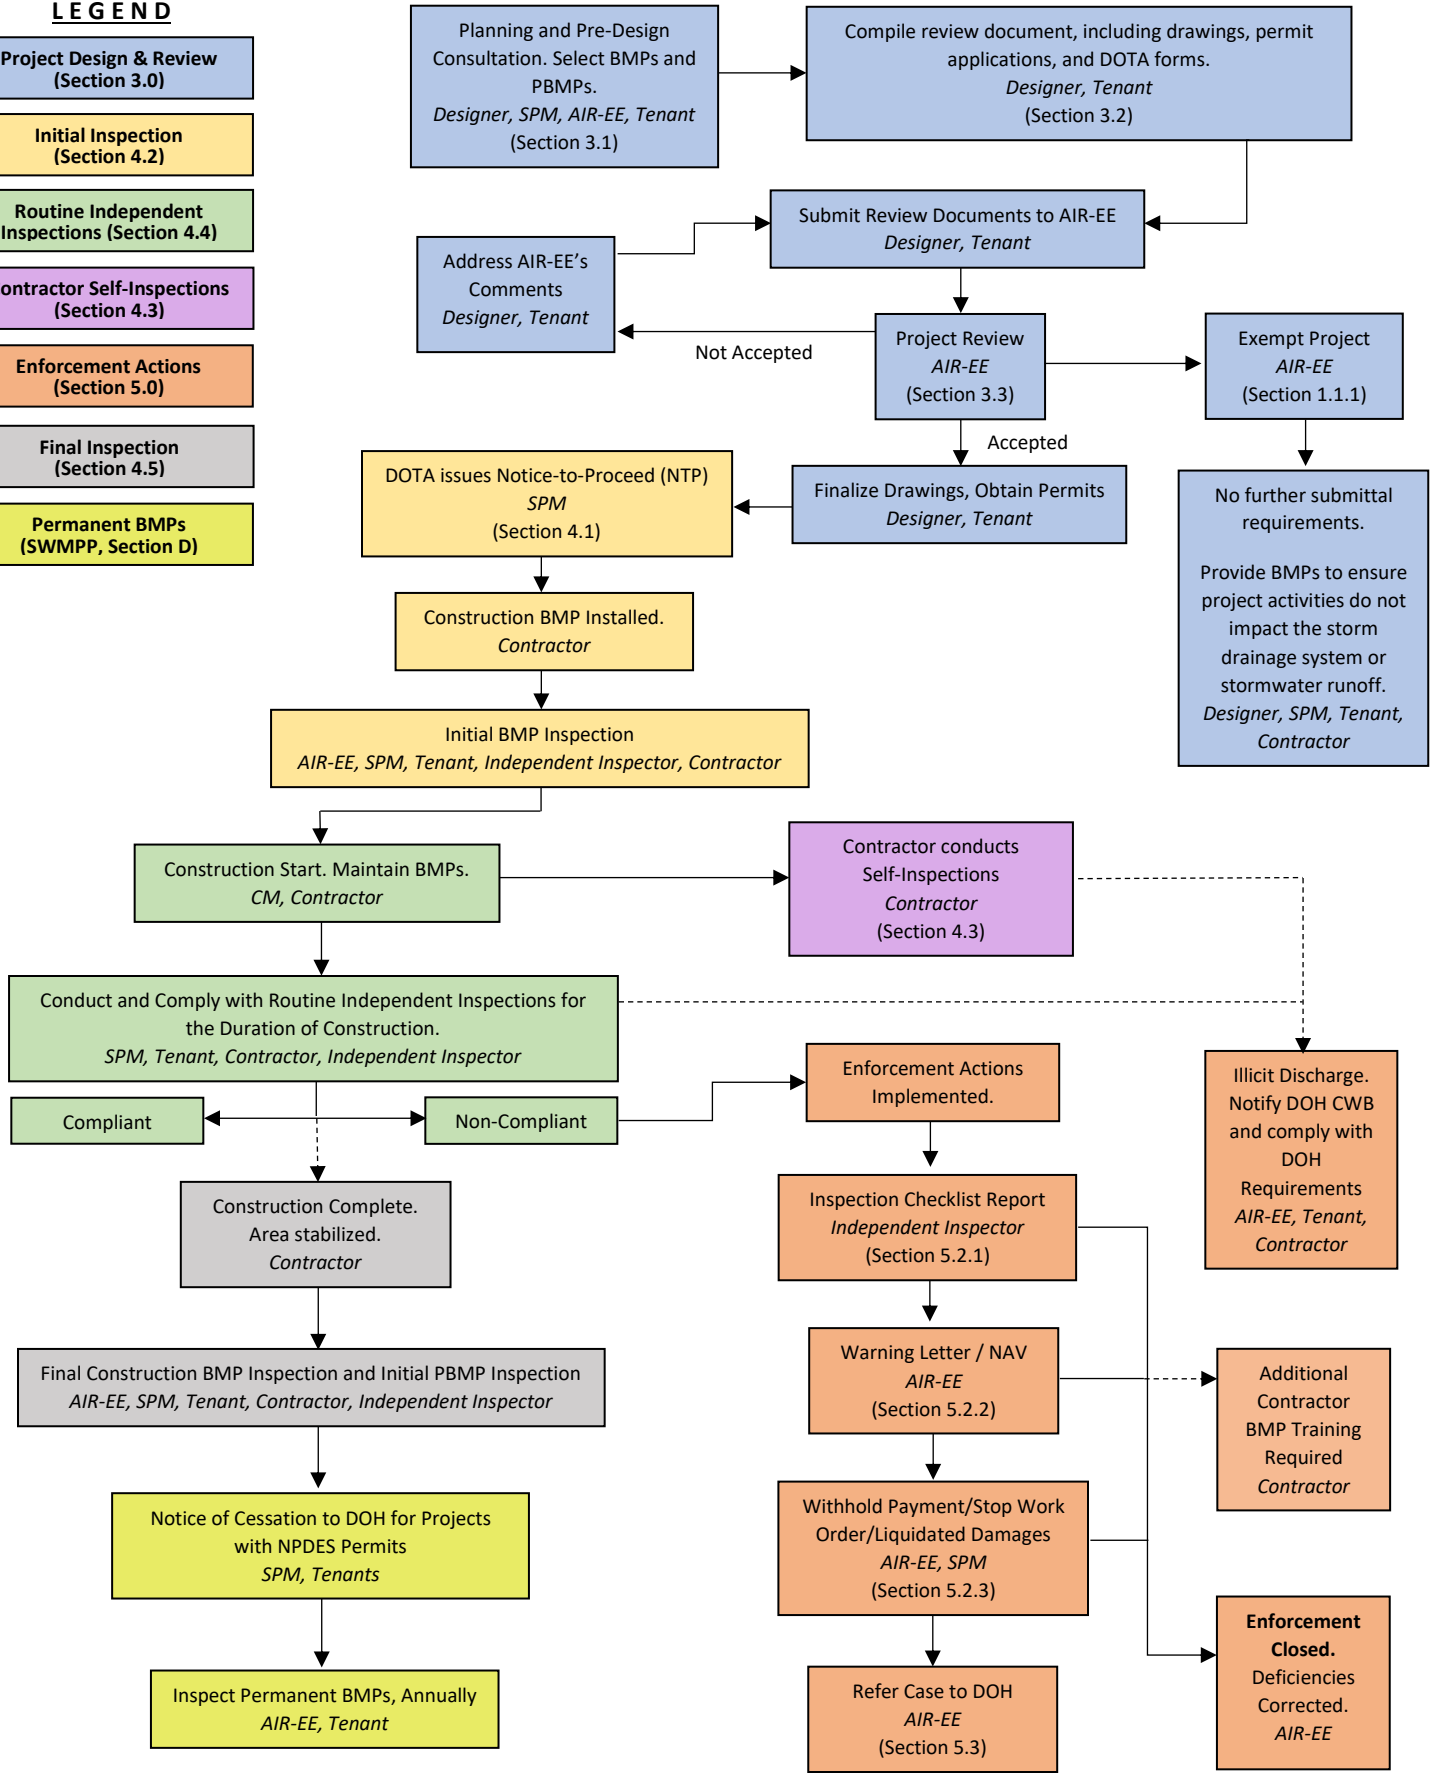 LEGEND
Project Design & Review
(Section 3.0)
Initial Inspection
(Section 4.2)
Routine Independent
Inspections (Section 4.4)
ontractor Self-Inspections
(Section 4.3)
Enforcement Actions
(Section 5.0)
Final Inspection
(Section 4.5)
Permanent BMPs
(SWMPP, Section D)
Planning and Pre-Design
Consultation. Select BMPs and
PBMPs.
Designer, SPM, AIR-EE, Tenant
(Section 3.1)
Compile review document, including drawings, permit
applications, and DOTA forms.
Designer, Tenant
(Section 3.2)
Submit Review Documents to AIR-EE
Designer, Tenant
Address AIR-EE’s
Comments
Designer, Tenant
Not Accepted
Project Review
AIR-EE
(Section 3.3)
Exempt Project
AIR-EE
(Section 1.1.1)
Accepted
DOTA issues Notice-to-Proceed (NTP)
SPM
(Section 4.1)
Finalize Drawings, Obtain Permits
Designer, Tenant
No further submittal
requirements.
Provide BMPs to ensure
project activities do not
impact the storm
drainage system or
stormwater runoff.
Designer, SPM, Tenant,
Contractor
Construction BMP Installed.
Contractor
Initial BMP Inspection
AIR-EE, SPM, Tenant, Independent Inspector, Contractor
Construction Start. Maintain BMPs.
CM, Contractor
Contractor conducts
Self-Inspections
Contractor
(Section 4.3)
Conduct and Comply with Routine Independent Inspections for
the Duration of Construction.
SPM, Tenant, Contractor, Independent Inspector
Compliant
Non-Compliant
Enforcement Actions
Implemented.
Illicit Discharge.
Notify DOH CWB
and comply with
DOH
Requirements
AIR-EE, Tenant,
Contractor
Construction Complete.
Area stabilized.
Contractor
Inspection Checklist Report
Independent Inspector
(Section 5.2.1)
Final Construction BMP Inspection and Initial PBMP Inspection
AIR-EE, SPM, Tenant, Contractor, Independent Inspector
Warning Letter / NAV
AIR-EE
(Section 5.2.2)
Additional
Contractor
BMP Training
Required
Contractor
Notice of Cessation to DOH for Projects
with NPDES Permits
SPM, Tenants
Withhold Payment/Stop Work
Order/Liquidated Damages
AIR-EE, SPM
(Section 5.2.3)
Inspect Permanent BMPs, Annually
AIR-EE, Tenant
Refer Case to DOH
AIR-EE
(Section 5.3)
Enforcement
Closed.
Deficiencies
Corrected.
AIR-EE